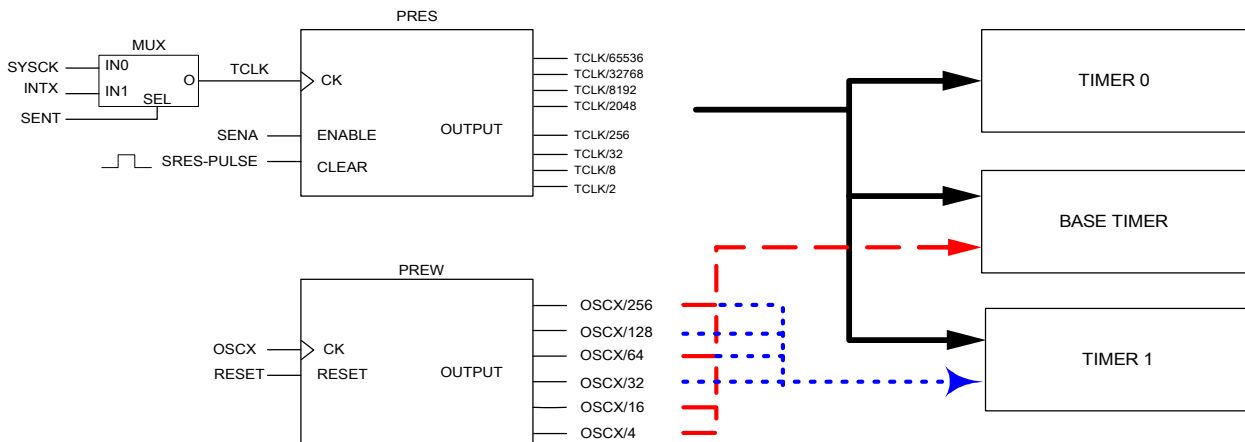 PRES
MUX
SYSCK
IN0
INTX
IN1
O
SEL
SENT
TCLK
CK
SENA
ENABLE
SRES-PULSE
CLEAR
OUTPUT
TCLK/65536
TCLK/32768
TCLK/8192
TCLK/2048
TCLK/256
TCLK/32
TCLK/8
TCLK/2
TIMER 0
BASE TIMER
TIMER 1
PREW
OSCX
CK
RESET
RESET
OUTPUT
OSCX/256
OSCX/128
OSCX/64
OSCX/32
OSCX/16
OSCX/4